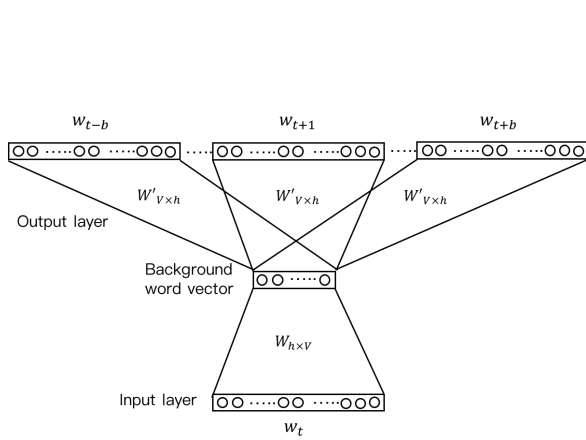 w_{t-b}
w_{t+1}
w_{t+b}
W'_{V×h}
W'_{V×h}
W'_{V×h}
Output layer
Background
word vector
W_{h×V}
Input layer
w_t